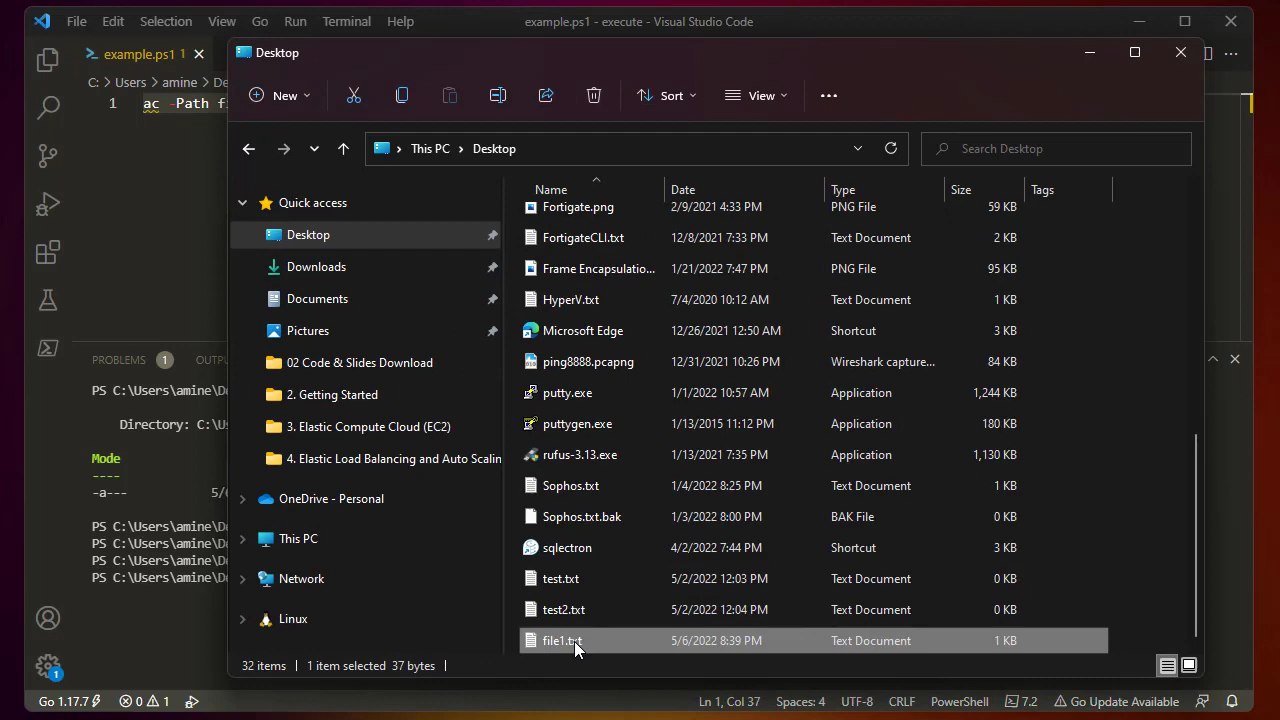 File Edit Selection View Go Run Terminal Help example.ps1 - execute - Visual Studio Code
example.ps1 1
C: > Users > amine > De
1 ac -Path fi
PROBLEMS 1 OUTPU
PS C:\Users\amine\De
Directory: C:\Us
Mode
----
-a--- 5/6
PS C:\Users\amine\De
PS C:\Users\amine\De
PS C:\Users\amine\De
PS C:\Users\amine\De
Desktop
New Sort View
This PC > Desktop Search Desktop
Quick access
Desktop
Downloads
Documents
Pictures
02 Code & Slides Download
2. Getting Started
3. Elastic Compute Cloud (EC2)
4. Elastic Load Balancing and Auto Scalin
OneDrive - Personal
This PC
Network
Linux
Name Date Type Size Tags
Fortigate.png 2/9/2021 4:33 PM PNG File 59 KB
FortigateCLI.txt 12/8/2021 7:33 PM Text Document 2 KB
Frame Encapsulatio... 1/21/2022 7:47 PM PNG File 95 KB
HyperV.txt 7/4/2020 10:12 AM Text Document 1 KB
Microsoft Edge 12/26/2021 12:50 AM Shortcut 3 KB
ping8888.pcapng 12/31/2021 10:26 PM Wireshark capture... 84 KB
putty.exe 1/1/2022 10:57 AM Application 1,244 KB
puttygen.exe 1/13/2015 11:12 PM Application 180 KB
rufus-3.13.exe 1/13/2021 7:35 PM Application 1,130 KB
Sophos.txt 1/4/2022 8:25 PM Text Document 1 KB
Sophos.txt.bak 1/3/2022 8:00 PM BAK File 0 KB
sqlectron 4/2/2022 7:44 PM Shortcut 3 KB
test.txt 5/2/2022 12:03 PM Text Document 0 KB
test2.txt 5/2/2022 12:04 PM Text Document 0 KB
file1.txt 5/6/2022 8:39 PM Text Document 1 KB
32 items 1 item selected 37 bytes
1
Go 1.17.7 0 1 Ln 1, Col 37 Spaces: 4 UTF-8 CRLF PowerShell 7.2 Go Update Available